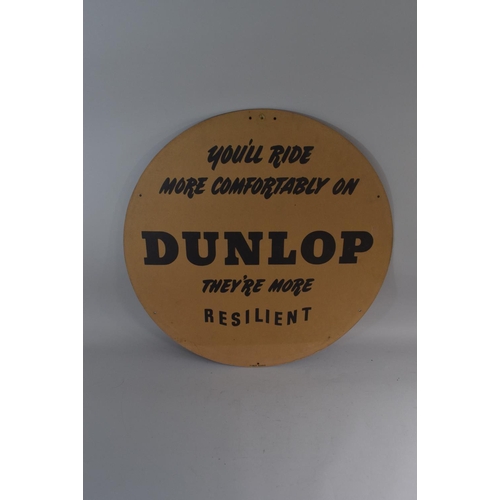 YOU'LL RIDE
MORE COMFORTABLY ON
DUNLOP
THEY'RE MORE
RESILIENT